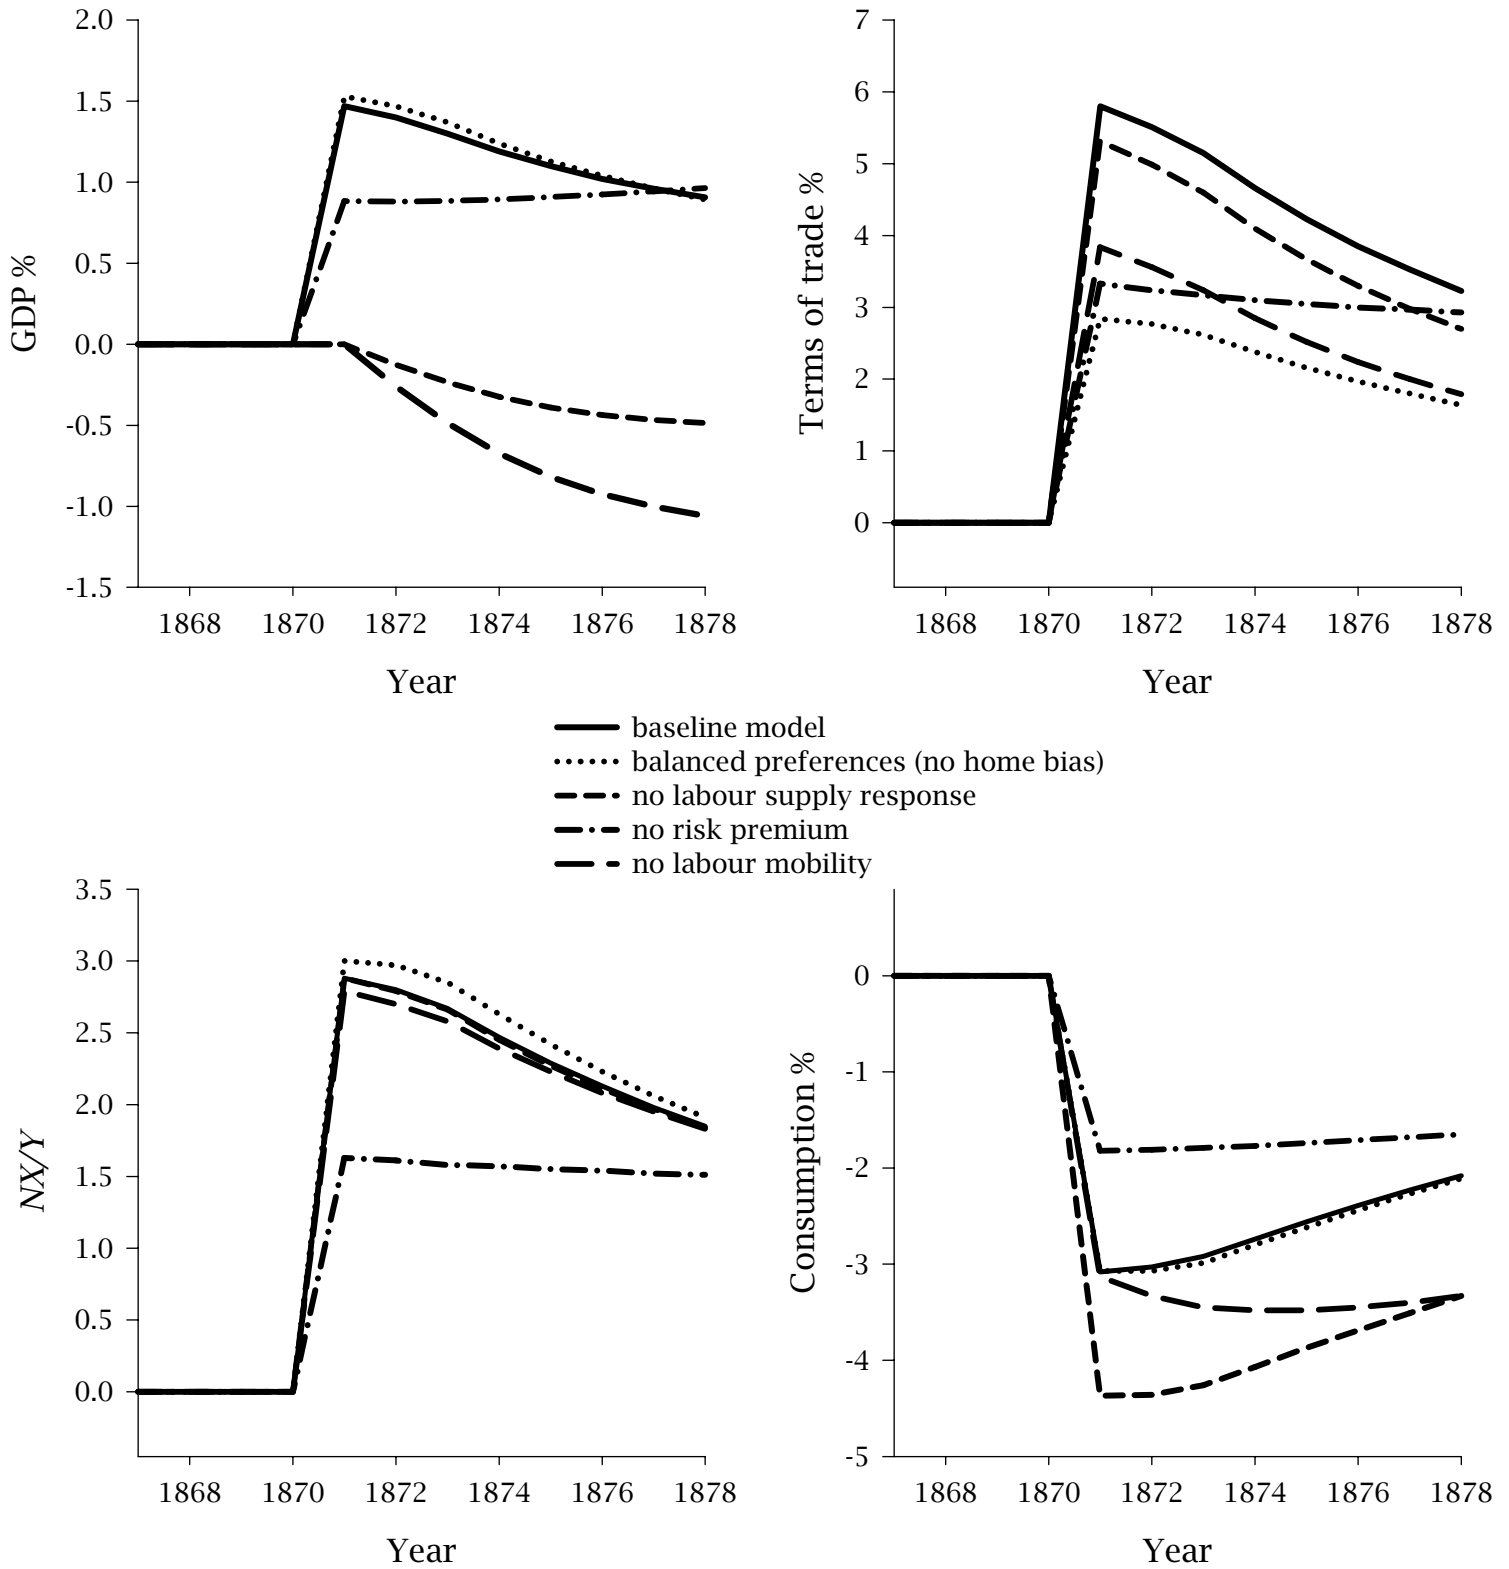 GDP %
2.0
1.5
1.0
0.5
0.0
-0.5
-1.0
-1.5
1868 1870 1872 1874 1876 1878
Year
Terms of trade %
7
6
5
4
3
2
1
0
1868 1870 1872 1874 1876 1878
Year
baseline model
balanced preferences (no home bias)
no labour supply response
no risk premium
no labour mobility
NX/Y
3.5
3.0
2.5
2.0
1.5
1.0
0.5
0.0
1868 1870 1872 1874 1876 1878
Year
Consumption %
0
-1
-2
-3
-4
-5
1868 1870 1872 1874 1876 1878
Year